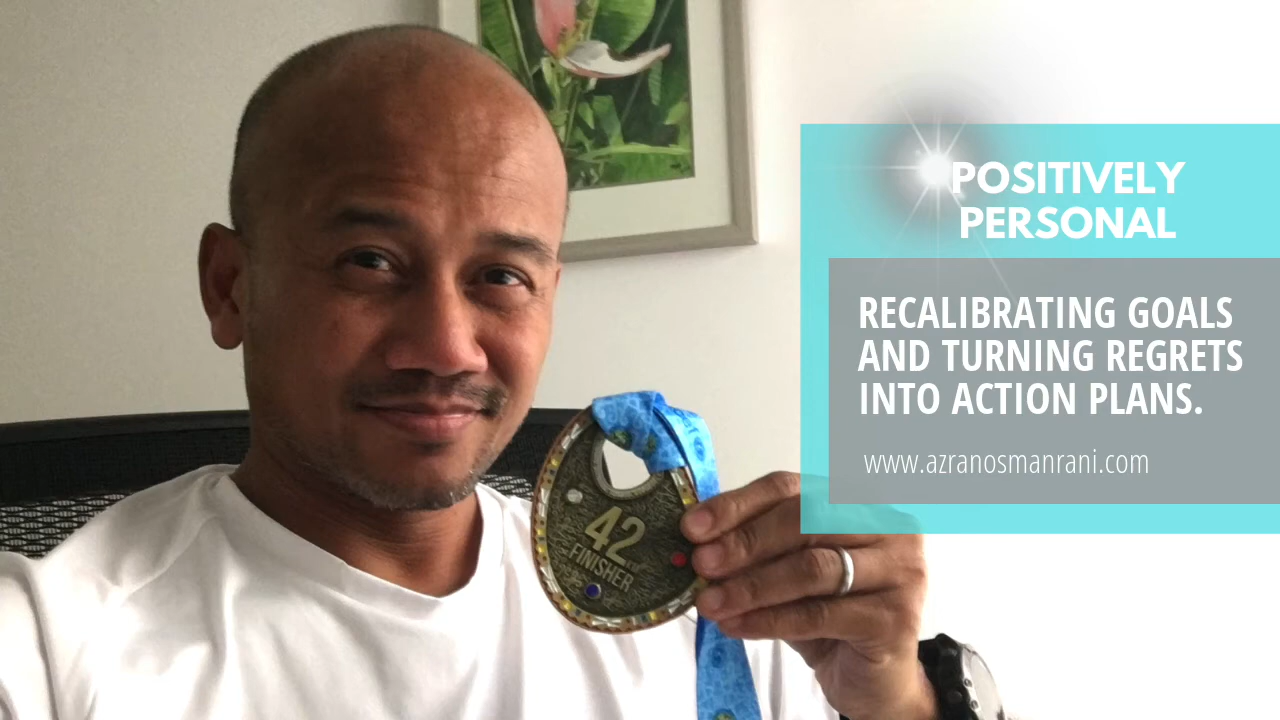 POSITIVELY
PERSONAL
RECALIBRATING GOALS
AND TURNING REGRETS
INTO ACTION PLANS.
www.azranosmanrani.com
42
FINISHER